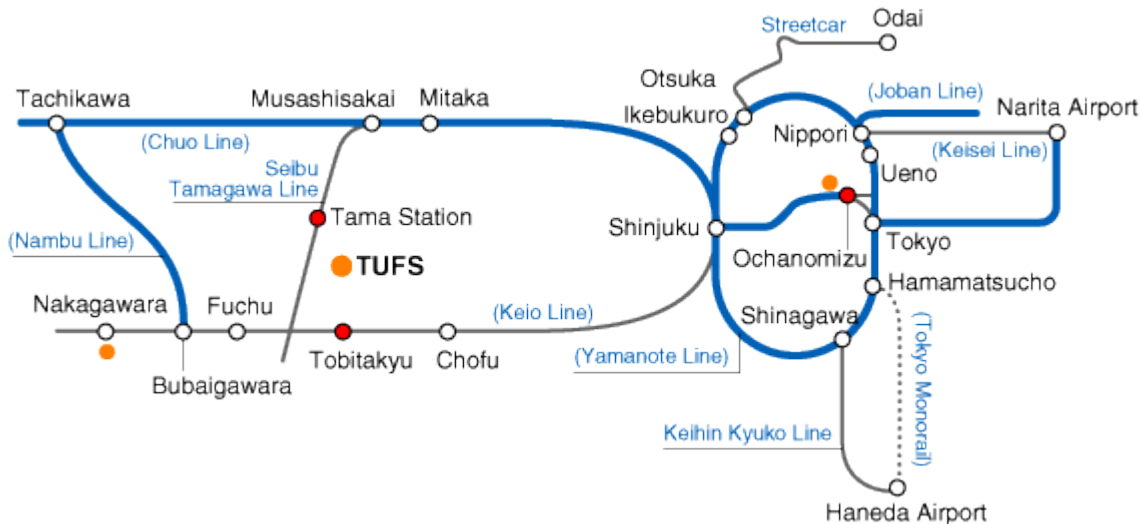 Odai
Streetcar
Otsuka
Tachikawa
Musashisakai
Mitaka
Ikebukuro
(Joban Line)
Narita Airport
Nippori
(Chuo Line)
(Keisei Line)
Seibu
Tamagawa Line
Ueno
Tama Station
Shinjuku
Tokyo
(Nambu Line)
Ochanomizu
TUFS
Hamamatsucho
Nakagawara
Fuchu
(Keio Line)
Shinagawa
(Tokyo Monorail)
Tobitakyu
Chofu
(Yamanote Line)
Bubaigawara
Keihin Kyuko Line
Haneda Airport